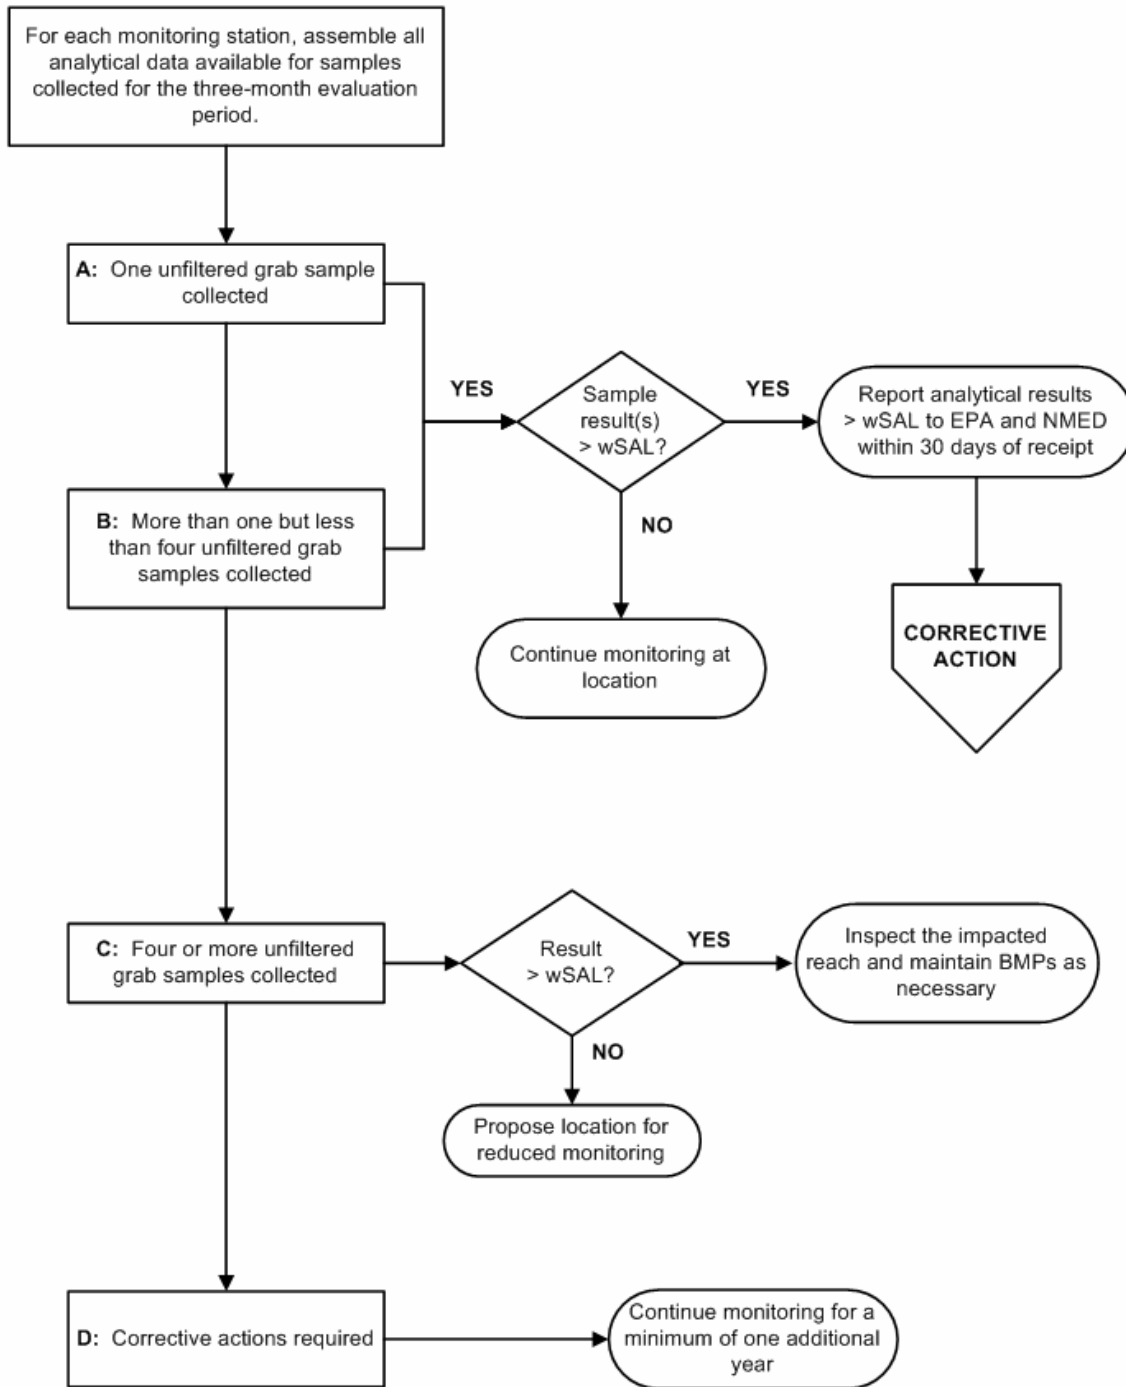 For each monitoring station, assemble all
analytical data available for samples
collected for the three-month evaluation
period.
A: One unfiltered grab sample
collected
YES
Sample
result(s)
> wSAL?
YES
Report analytical results
> wSAL to EPA and NMED
within 30 days of receipt
B: More than one but less
than four unfiltered grab
samples collected
NO
Continue monitoring at
location
CORRECTIVE
ACTION
C: Four or more unfiltered
grab samples collected
Result
> wSAL?
YES
Inspect the impacted
reach and maintain BMPs as
necessary
NO
Propose location for
reduced monitoring
D: Corrective actions required
Continue monitoring for a
minimum of one additional
year